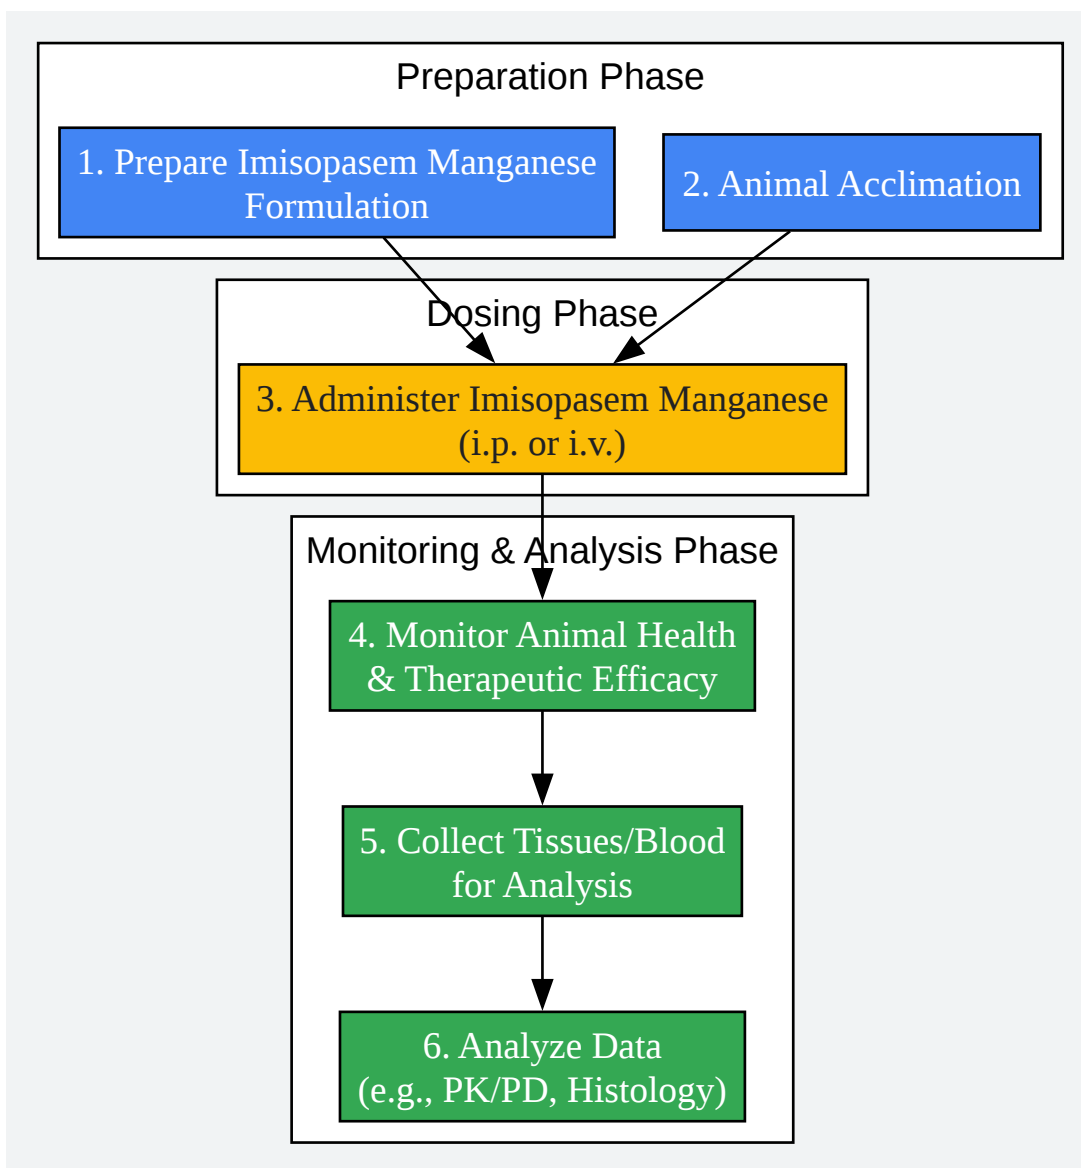 Preparation Phase
1. Prepare Imisopasem Manganese
Formulation
2. Animal Acclimation
Dosing Phase
3. Administer Imisopasem Manganese
(i.p. or i.v.)
Monitoring & Analysis Phase
4. Monitor Animal Health
& Therapeutic Efficacy
5. Collect Tissues/Blood
for Analysis
6. Analyze Data
(e.g., PK/PD, Histology)